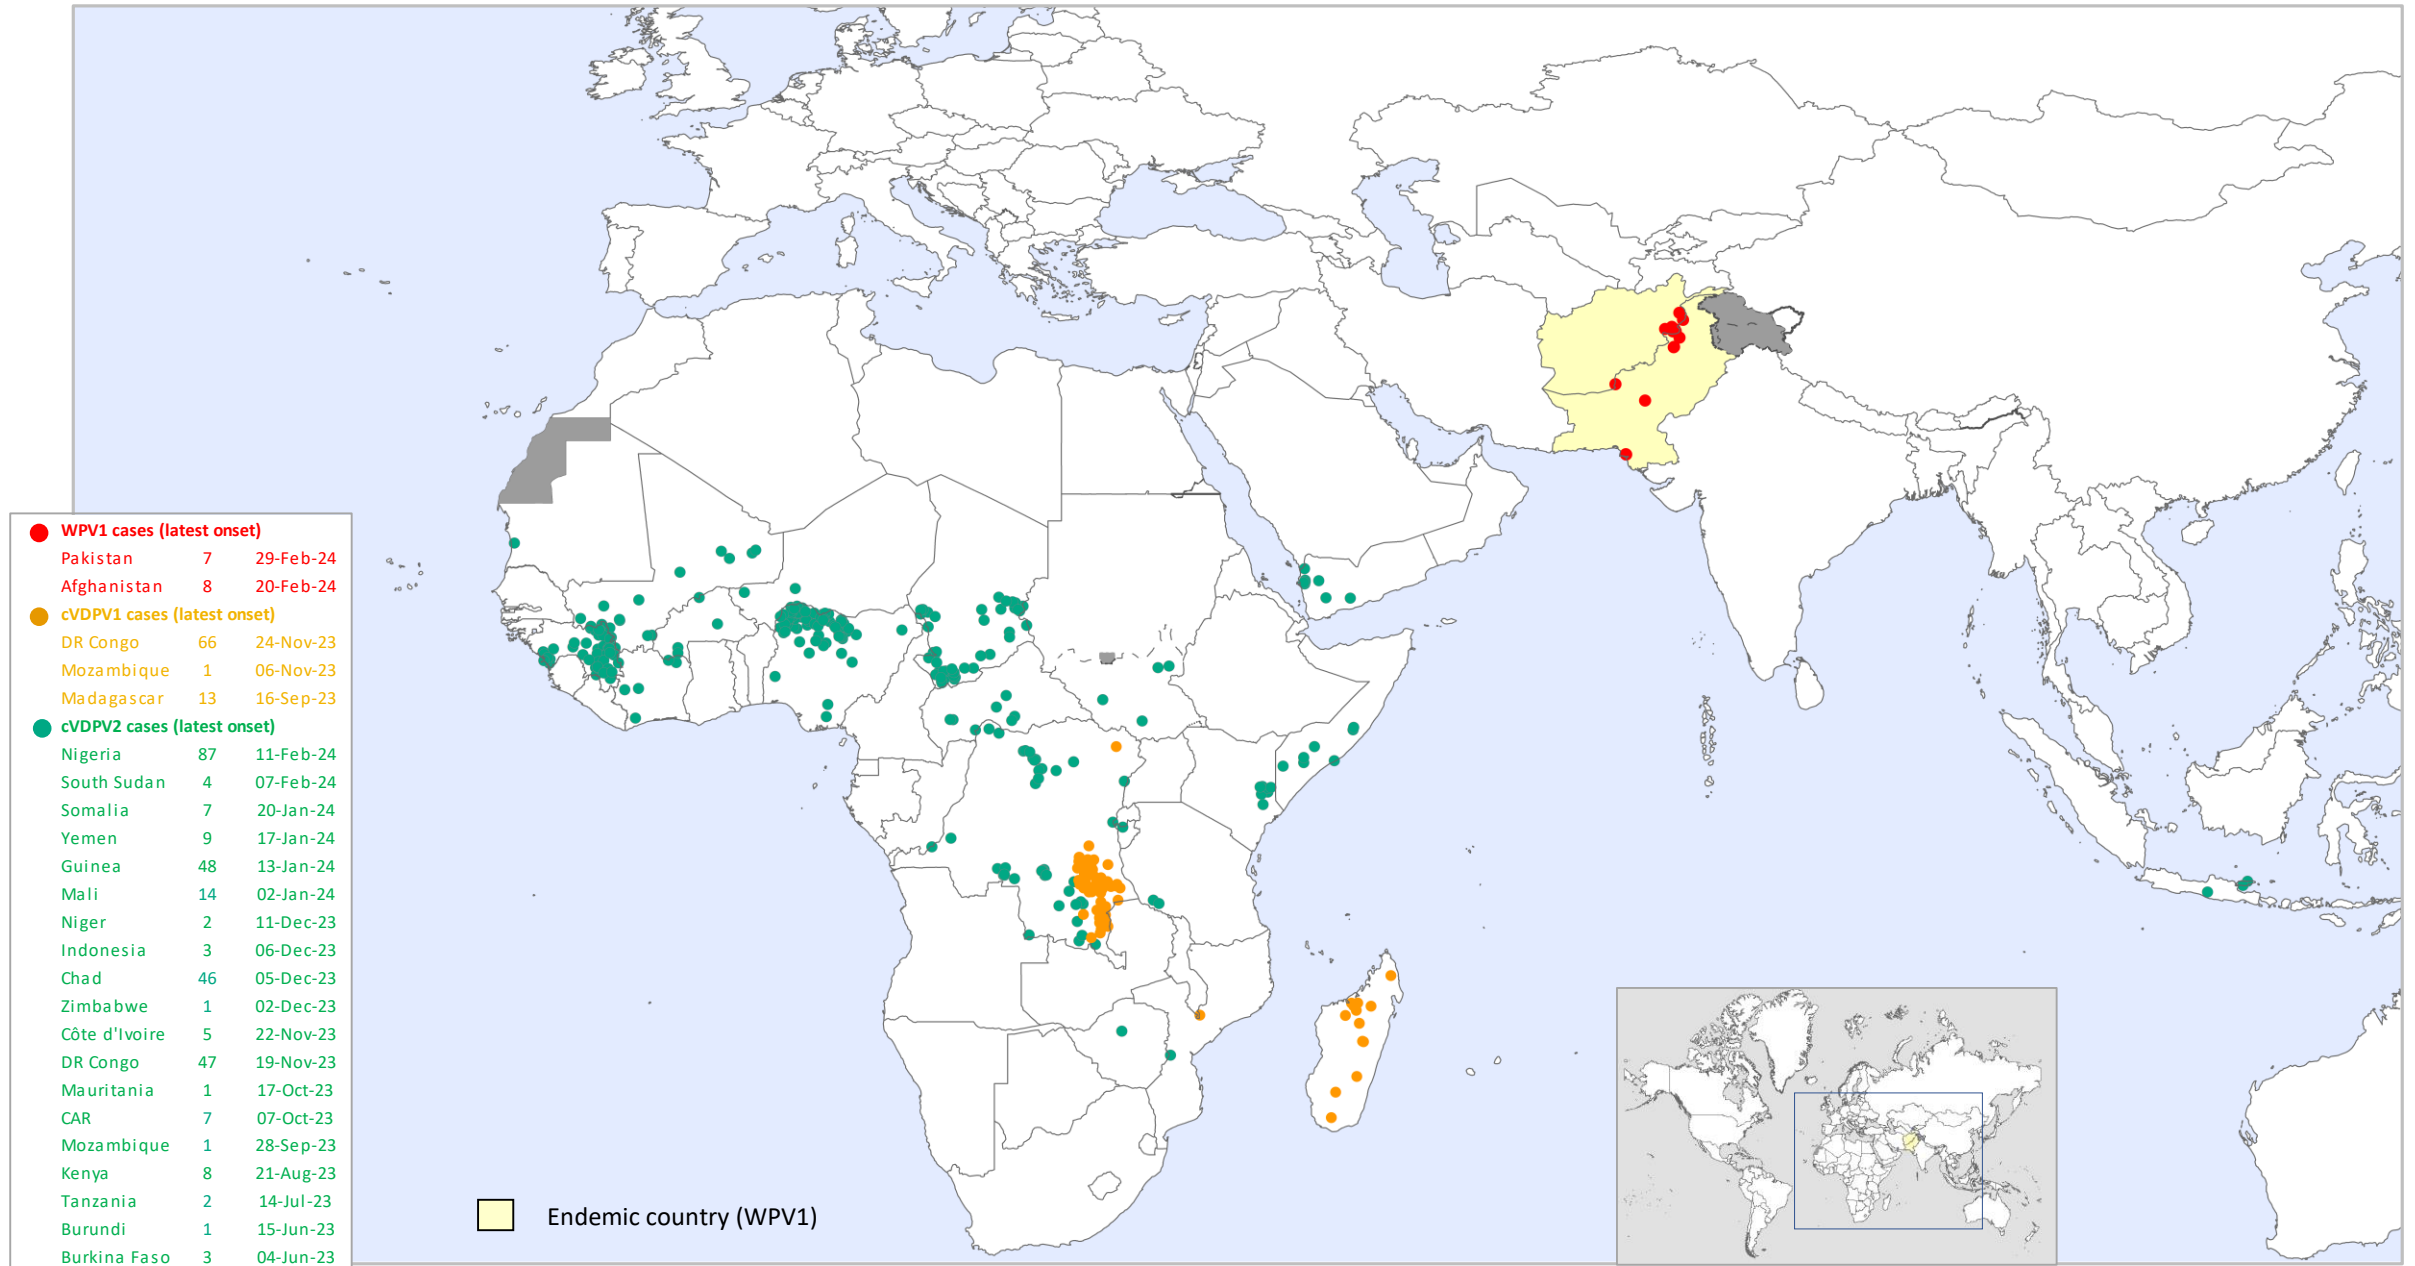 WPV1 cases (latest onset)
Pakistan 7 29-Feb-24
Afghanistan 8 20-Feb-24
cVDPV1 cases (latest onset)
DR Congo 66 24-Nov-23
Mozambique 1 06-Nov-23
Madagascar 13 16-Sep-23
cVDPV2 cases (latest onset)
Nigeria 87 11-Feb-24
South Sudan 4 07-Feb-24
Somalia 7 20-Jan-24
Yemen 9 17-Jan-24
Guinea 48 13-Jan-24
Mali 14 02-Jan-24
Niger 2 11-Dec-23
Indonesia 3 06-Dec-23
Chad 46 05-Dec-23
Zimbabwe 1 02-Dec-23
Côte d'Ivoire 5 22-Nov-23
DR Congo 47 19-Nov-23
Mauritania 1 17-Oct-23
CAR 7 07-Oct-23
Mozambique 1 28-Sep-23
Kenya 8 21-Aug-23
Tanzania 2 14-Jul-23
Burundi 1 15-Jun-23
Burkina Faso 3 04-Jun-23
Endemic country (WPV1)